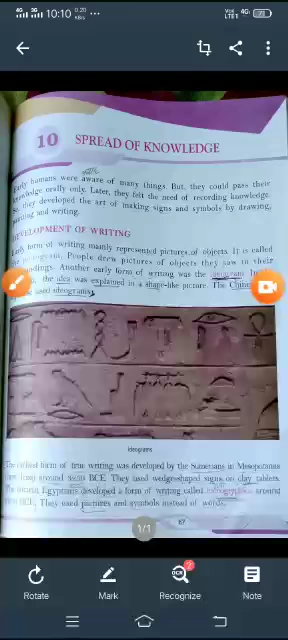 10:10
0.20
KB/s
VoLTE
4G
10 SPREAD OF KNOWLEDGE
Early humans were aware of many things. But, they could pass their
knowledge orally only. Later, they felt the need of recording knowledge.
So they developed the art of making signs and symbols by drawing,
painting and writing.
DEVELOPMENT OF WRITING
Early form of writing mainly represented pictures of objects. It is called
pictogram. People drew pictures of objects they saw in their
Another early form of writing was the ideogram. In
the idea was explained in a shape-like picture. The
used ideograms.
Ideograms
The earliest form of true writing was developed by the Sumerians in Mesopotamia
around BCE. They used wedge-shaped signs on clay tablets.
The ancient Egyptians developed a form of writing called around
BCE. They used pictures and symbols instead of words.
67
1/1
Rotate
Mark
Recognize
Note
OCR